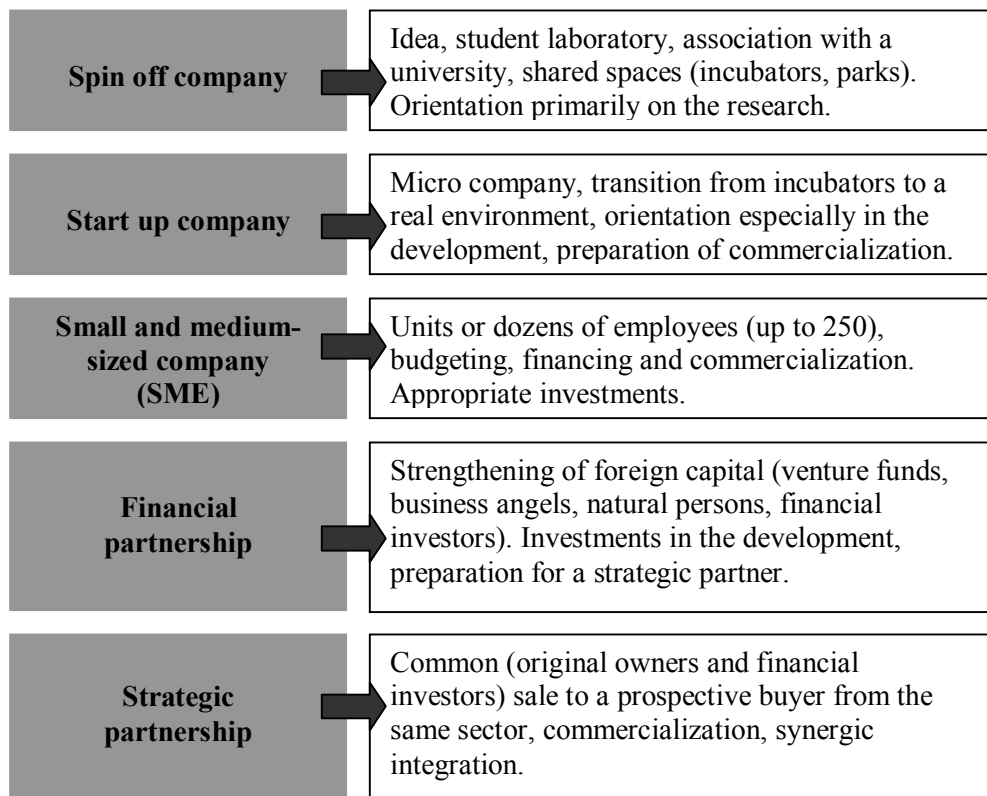 Spin off company
Idea, student laboratory, association with a
university, shared spaces (incubators, parks).
Orientation primarily on the research.
Start up company
Micro company, transition from incubators to a
real environment, orientation especially in the
development, preparation of commercialization.
Small and medium-
sized company
(SME)
Units or dozens of employees (up to 250),
budgeting, financing and commercialization.
Appropriate investments.
Financial
partnership
Strengthening of foreign capital (venture funds,
business angels, natural persons, financial
investors). Investments in the development,
preparation for a strategic partner.
Strategic
partnership
Common (original owners and financial
investors) sale to a prospective buyer from the
same sector, commercialization, synergic
integration.